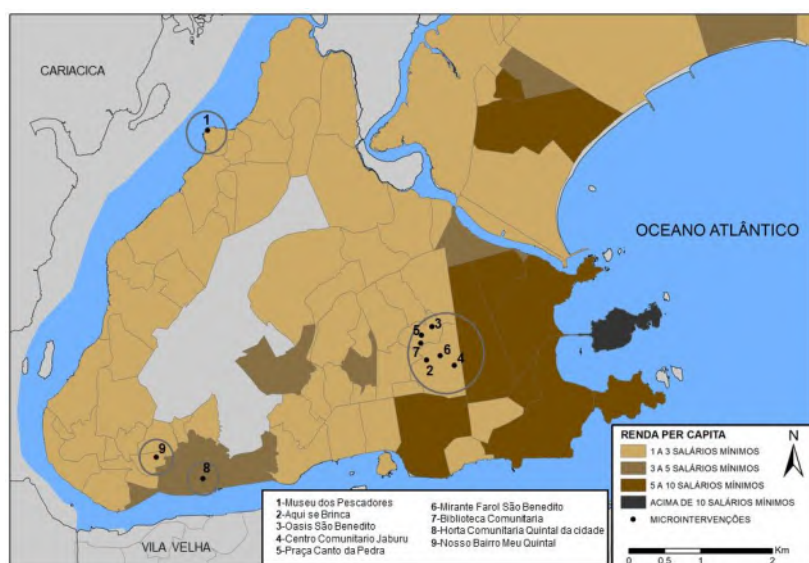 CARIACICA
1
OCEANO ATLÂNTICO
3
5
7
6
2
4
9
8
VILA VELHA
1-Museu dos Pescadores
2-Aqui se Brinca
3-Oasis São Benedito
4-Centro Comunitario Jaburu
5-Praça Canto da Pedra
6-Mirante Farol São Benedito
7-Biblioteca Comunitaria
8-Horta Comunitaria Quintal da cidade
9-Nosso Bairro Meu Quintal
RENDA PER CAPITA
N
1 A 3 SALÁRIOS MÍNIMOS
3 A 5 SALÁRIOS MÍNIMOS
5 A 10 SALÁRIOS MÍNIMOS
ACIMA DE 10 SALÁRIOS MÍNIMOS
MICROINTERVENÇÕES
Km
0 0.5 1 2